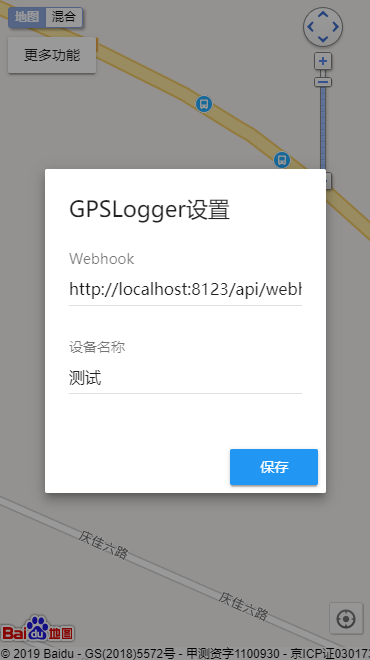 地图 混合
更多功能
GPSLogger设置
Webhook
http://localhost:8123/api/webh
设备名称
测试
保存
庆佳六路
庆佳六路
Bai du 地图
© 2019 Baidu - GS(2018)5572号 - 甲测资字1100930 - 京ICP证03017